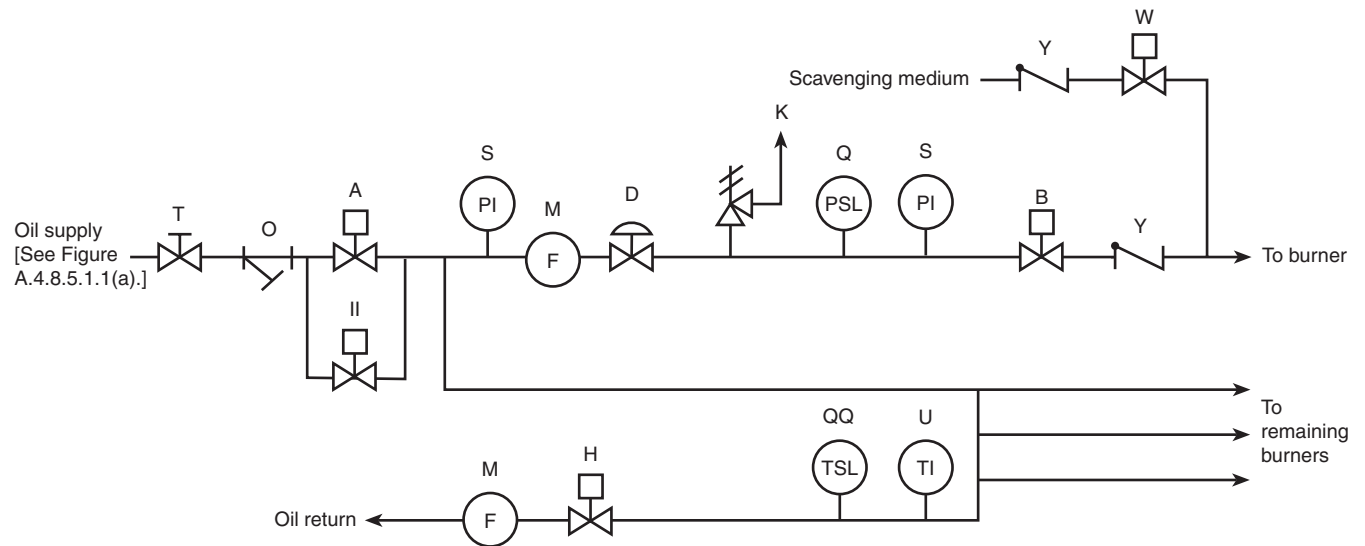 W
Y
Scavenging medium
K
S
Q
S
A
D
PI
M
PSL
PI
B
T
O
Y
Oil supply
[See Figure
A.4.8.5.1.1(a).]
F
To burner
II
To
remaining
burners
QQ
U
H
TSL
TI
M
Oil return
F